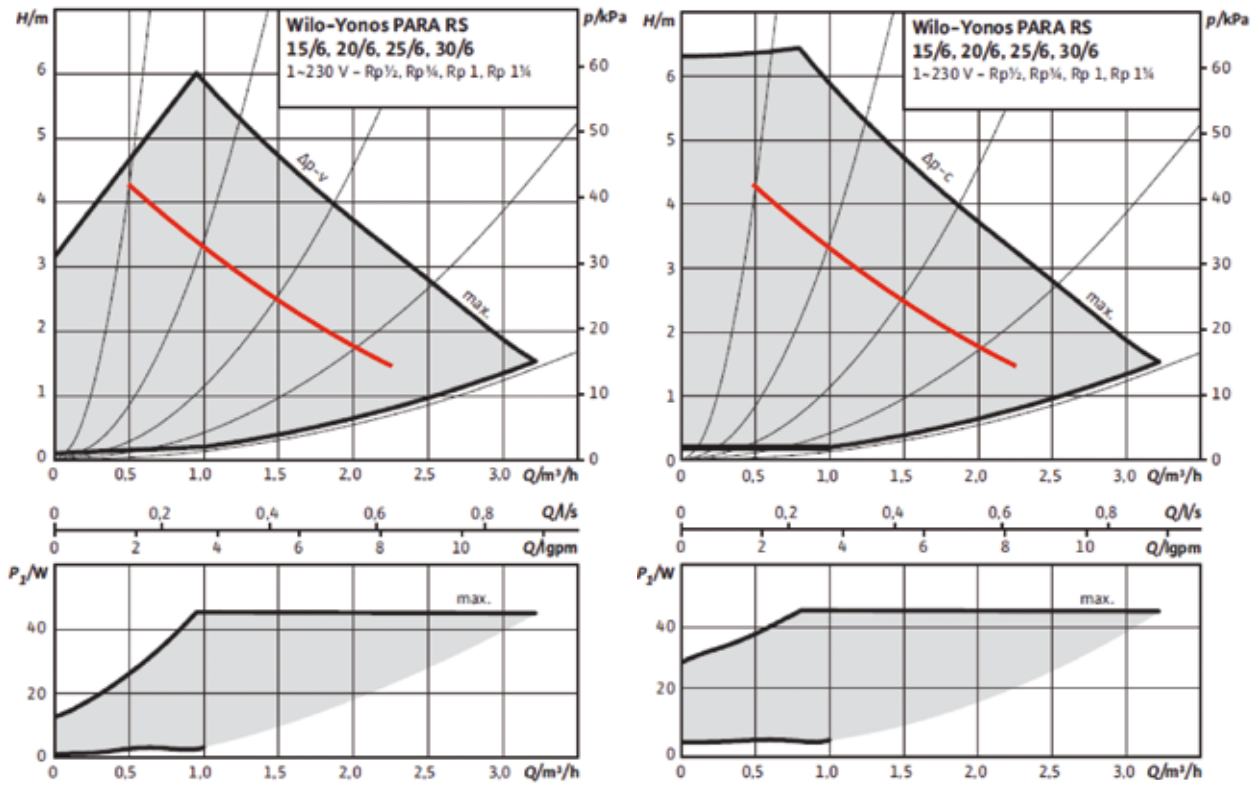 H/m
p/kPa
Wilo-Yonos PARA RS
15/6, 20/6, 25/6, 30/6
1~230 V – Rp½, Rp¾, Rp 1, Rp 1¼
6
5
4
3
2
1
0
60
50
40
30
20
10
0
Δp-v
max.
0 0,5 1,0 1,5 2,0 2,5 3,0 Q/m³/h
0 0,2 0,4 0,6 0,8 Q/l/s
0 2 4 6 8 10 Q/Igpm
P₁/W
40
20
0
max.
0 0,5 1,0 1,5 2,0 2,5 3,0 Q/m³/h
H/m
p/kPa
Wilo-Yonos PARA RS
15/6, 20/6, 25/6, 30/6
1~230 V – Rp½, Rp¾, Rp 1, Rp 1¼
6
5
4
3
2
1
0
60
50
40
30
20
10
0
Δp-c
max.
0 0,5 1,0 1,5 2,0 2,5 3,0 Q/m³/h
0 0,2 0,4 0,6 0,8 Q/l/s
0 2 4 6 8 10 Q/Igpm
P₁/W
40
20
0
max.
0 0,5 1,0 1,5 2,0 2,5 3,0 Q/m³/h